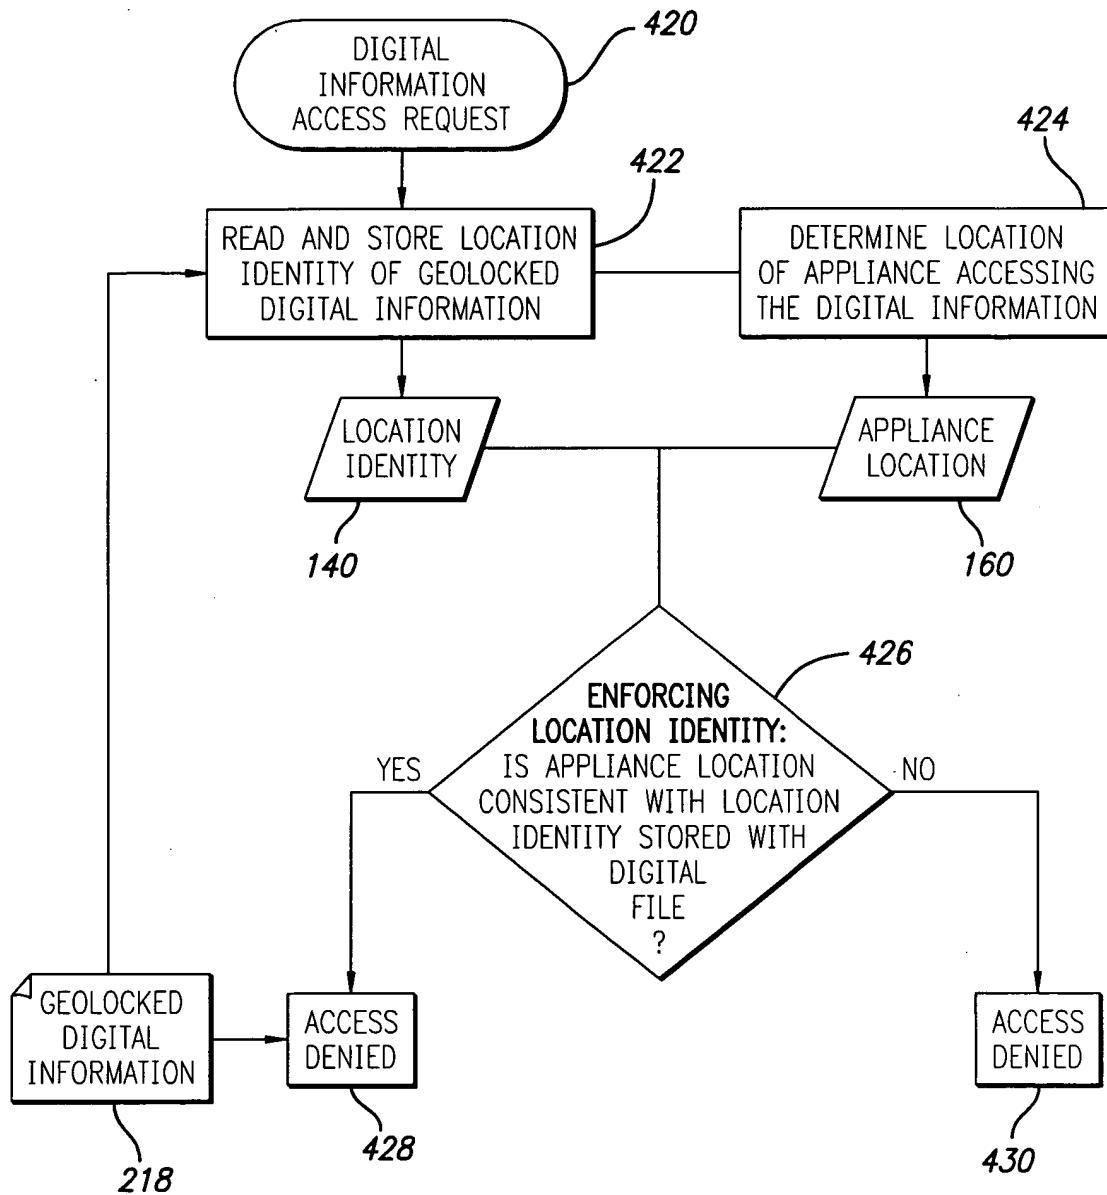 DIGITAL
INFORMATION
ACCESS REQUEST
420
422
424
READ AND STORE LOCATION
IDENTITY OF GEOLOCKED
DIGITAL INFORMATION
DETERMINE LOCATION
OF APPLIANCE ACCESSING
THE DIGITAL INFORMATION
LOCATION
IDENTITY
140
APPLIANCE
LOCATION
160
426
ENFORCING
LOCATION IDENTITY:
IS APPLIANCE LOCATION
CONSISTENT WITH LOCATION
IDENTITY STORED WITH
DIGITAL
FILE
?
YES
NO
GEOLOCKED
DIGITAL
INFORMATION
218
ACCESS
DENIED
428
ACCESS
DENIED
430